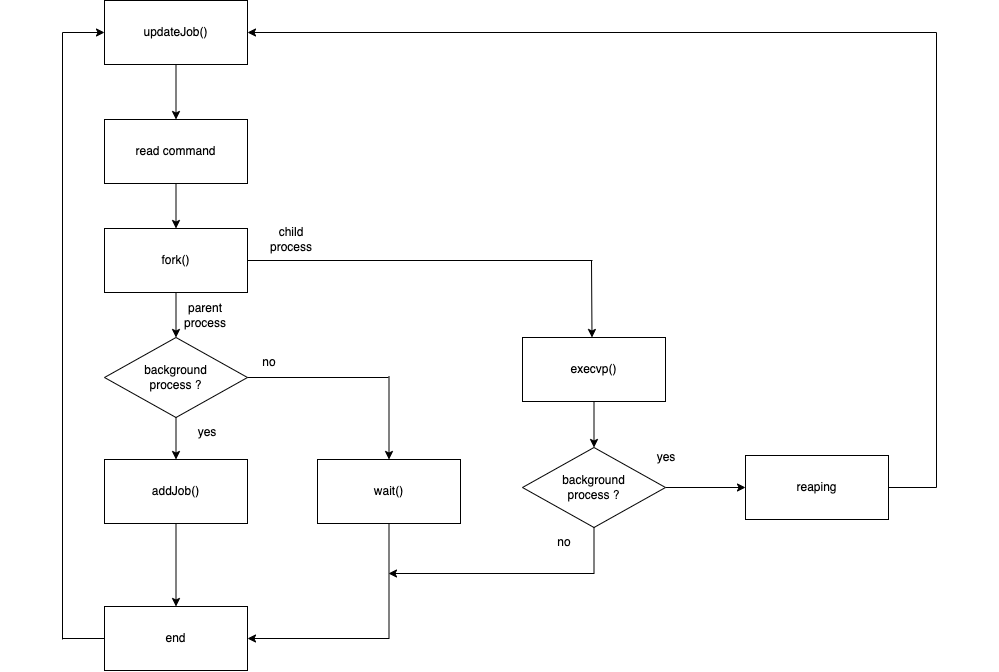 updateJob()
read command
child
process
fork()
parent
process
background
process ?
no
execvp()
yes
background
process ?
yes
addJob()
wait()
reaping
no
end